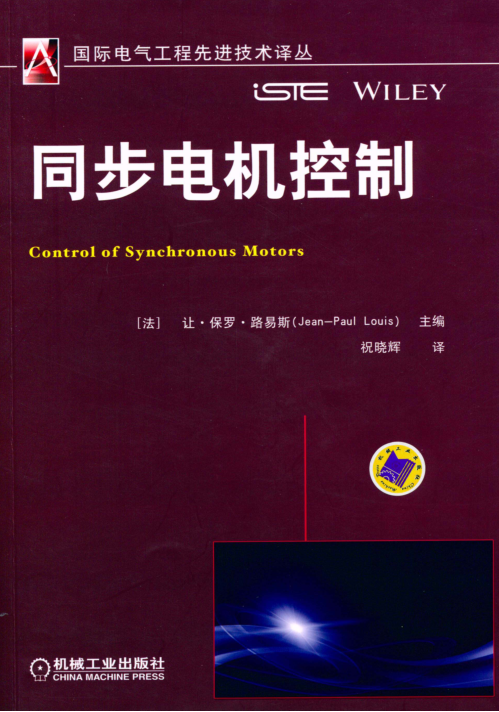 国际电气工程先进技术译丛
iSTE WILEY
同步电机控制
Control of Synchronous Motors
[法] 让·保罗·路易斯(Jean-Paul Louis) 主编
祝晓辉 译
机械工业出版社
CHINA MACHINE PRESS